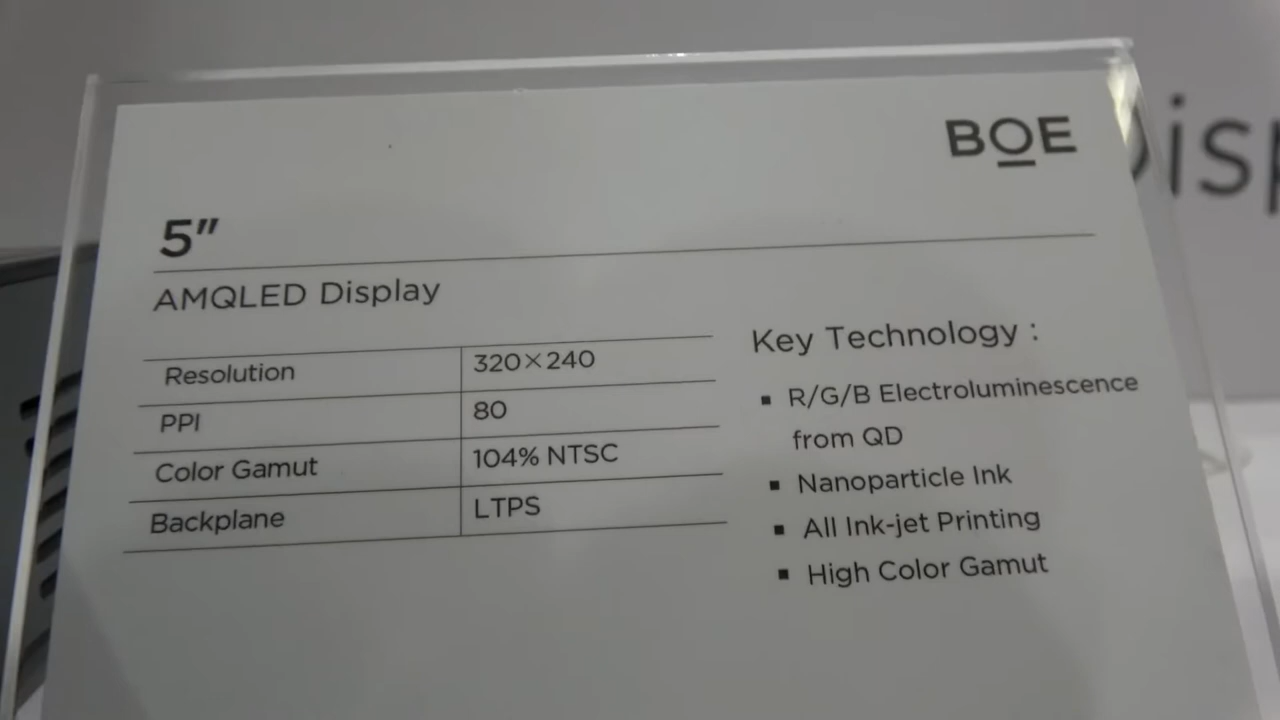 BOE
5"
AMQLED Display
Resolution 320×240
PPI 80
Color Gamut 104% NTSC
Backplane LTPS
Key Technology :
▪ R/G/B Electroluminescence
from QD
▪ Nanoparticle Ink
▪ All Ink-jet Printing
▪ High Color Gamut